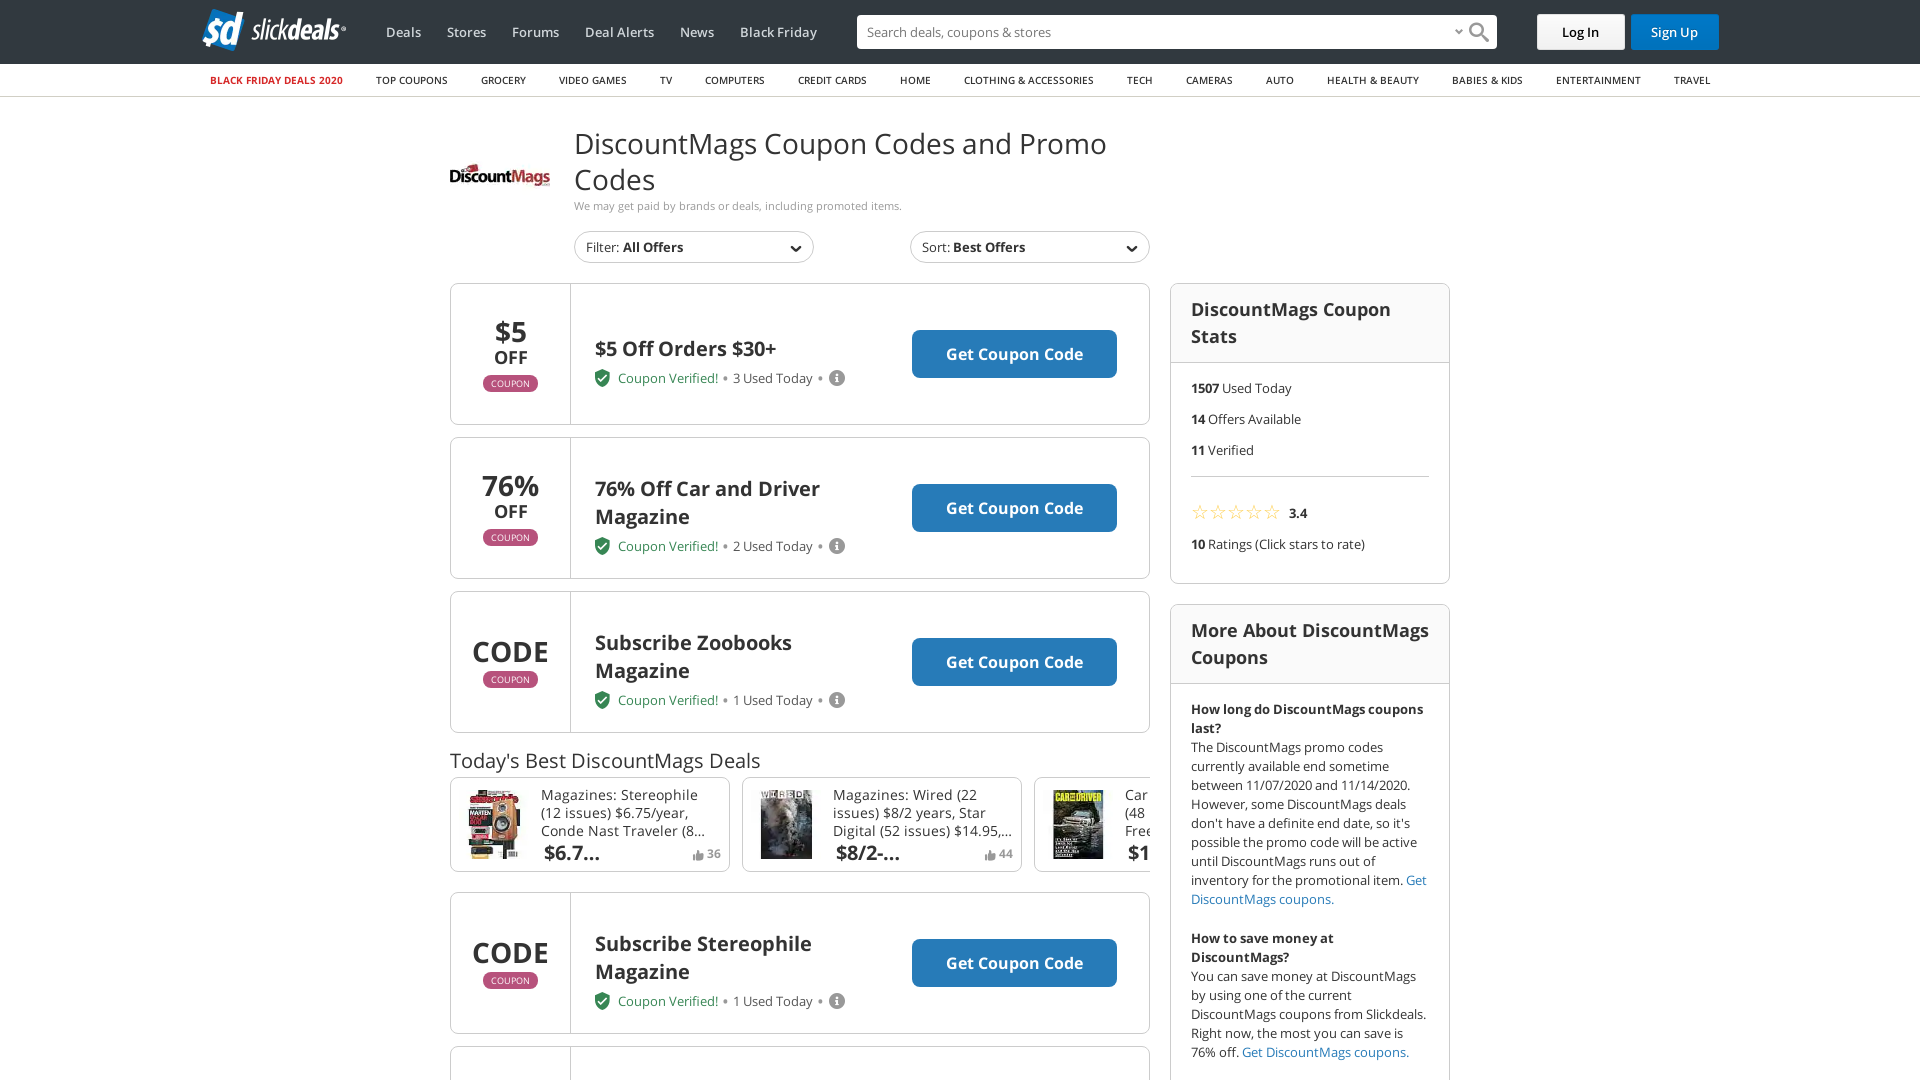 sd slickdeals
Deals
Stores
Forums
Deal Alerts
News
Black Friday
Search deals, coupons & shops
Log In
Sign Up
BLACK FRIDAY DEALS 2020
TOP COUPONS
GROCERY
VIDEO GAMES
TV
COMPUTERS
CREDIT CARDS
HOME
CLOTHING & ACCESSORIES
TECH
CAMERAS
AUTO
HEALTH & BEAUTY
BABIES & KIDS
ENTERTAINMENT
TRAVEL
DiscountMags
DiscountMags Coupon Codes and Promo
Codes
We may get paid by brands or deals, including promoted items.
Filter: All Offers
Sort: Best Offers
$5
OFF
COUPON
$5 Off Orders $30+
Coupon Verified! • 3 Used Today •
Get Coupon Code
76%
OFF
COUPON
76% Off Car and Driver
Magazine
Coupon Verified! • 2 Used Today •
Get Coupon Code
CODE
COUPON
Subscribe Zoobooks
Magazine
Coupon Verified! • 1 Used Today •
Get Coupon Code
Today's Best DiscountMags Deals
Magazines: Stereophile
(12 issues) $6.75/year,
Conde Nast Traveler (8...
$6.7...
36
WIRED
Magazines: Wired (22
issues) $8/2 years, Star
Digital (52 issues) $14.95,...
$8/2-...
44
CAR AND DRIVER
Car
(48
Free
$1
CODE
COUPON
Subscribe Stereophile
Magazine
Coupon Verified! • 1 Used Today •
Get Coupon Code
DiscountMags Coupon
Stats
1507 Used Today
14 Offers Available
11 Verified
☆☆☆☆☆ 3.4
10 Ratings (Click stars to rate)
More About DiscountMags
Coupons
How long do DiscountMags coupons
last?
The DiscountMags promo codes
currently available end sometime
between 11/07/2020 and 11/14/2020.
However, some DiscountMags deals
don't have a definite end date, so it's
possible the promo code will be active
until DiscountMags runs out of
inventory for the promotional item. Get
DiscountMags coupons.
How to save money at
DiscountMags?
You can save money at DiscountMags
by using one of the current
DiscountMags coupons from Slickdeals.
Right now, the most you can save is
76% off. Get DiscountMags coupons.